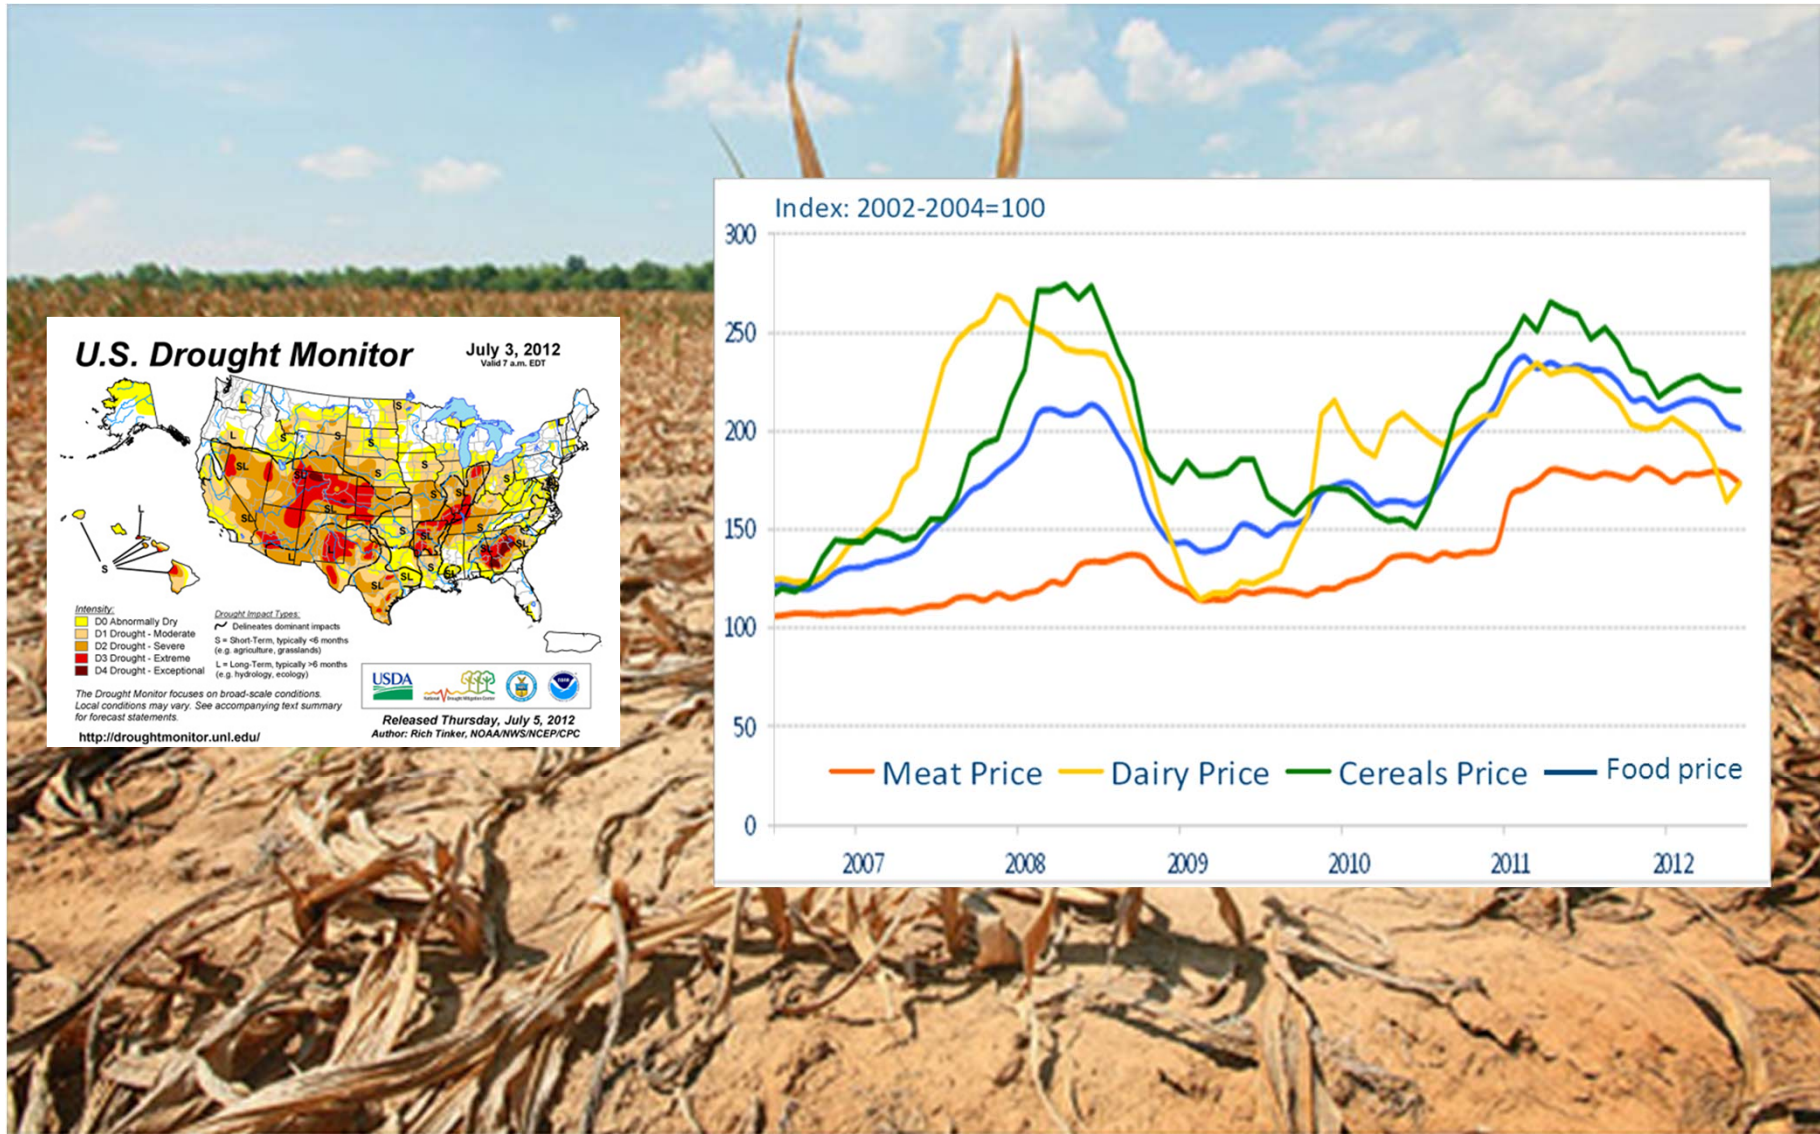 U.S. Drought Monitor
July 3, 2012
Valid 7 a.m. EDT
Intensity:
D0 Abnormally Dry
D1 Drought - Moderate
D2 Drought - Severe
D3 Drought - Extreme
D4 Drought - Exceptional
Drought Impact Types:
Delineates dominant impacts
S = Short-Term, typically <6 months
(e.g. agriculture, grasslands)
L = Long-Term, typically >6 months
(e.g. hydrology, ecology)
The Drought Monitor focuses on broad-scale conditions.
Local conditions may vary. See accompanying text summary
for forecast statements.
http://droughtmonitor.unl.edu/
USDA
National Drought Mitigation Center
Released Thursday, July 5, 2012
Author: Rich Tinker, NOAA/NWS/NCEP/CPC
Index: 2002-2004=100
300
250
200
150
100
50
0
Meat Price
Dairy Price
Cereals Price
Food price
2007 2008 2009 2010 2011 2012